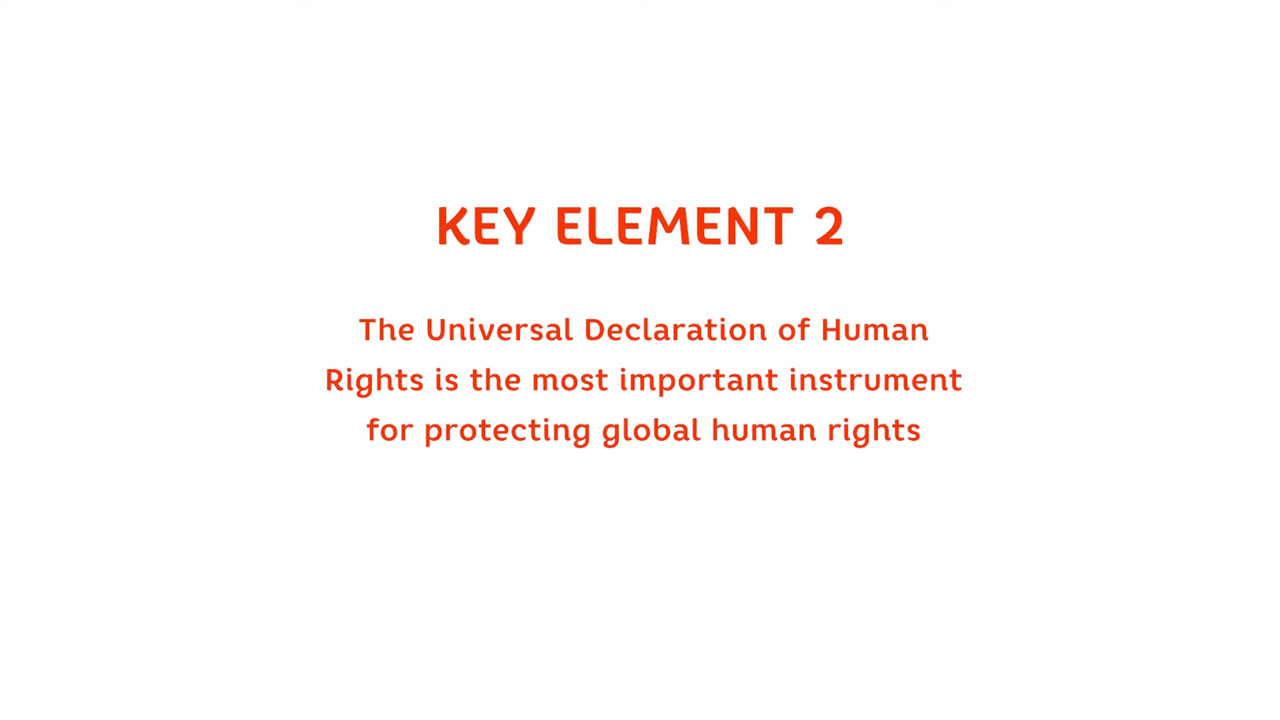 KEY ELEMENT 2
The Universal Declaration of Human
Rights is the most important instrument
for protecting global human rights